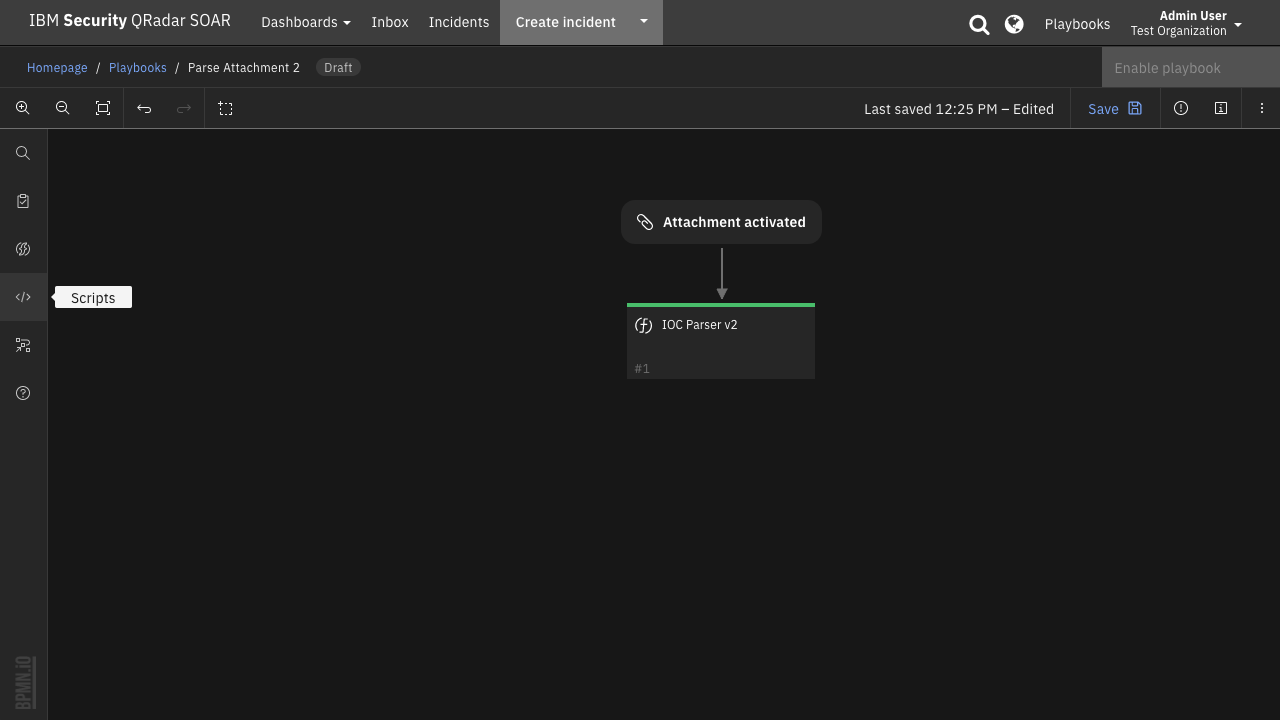 IBM Security QRadar SOAR
Dashboards
Inbox
Incidents
Create incident
Playbooks
Admin User
Test Organization
Homepage / Playbooks / Parse Attachment 2
Draft
Enable playbook
Last saved 12:25 PM – Edited
Save
Attachment activated
Scripts
IOC Parser v2
#1
BPMN.iO